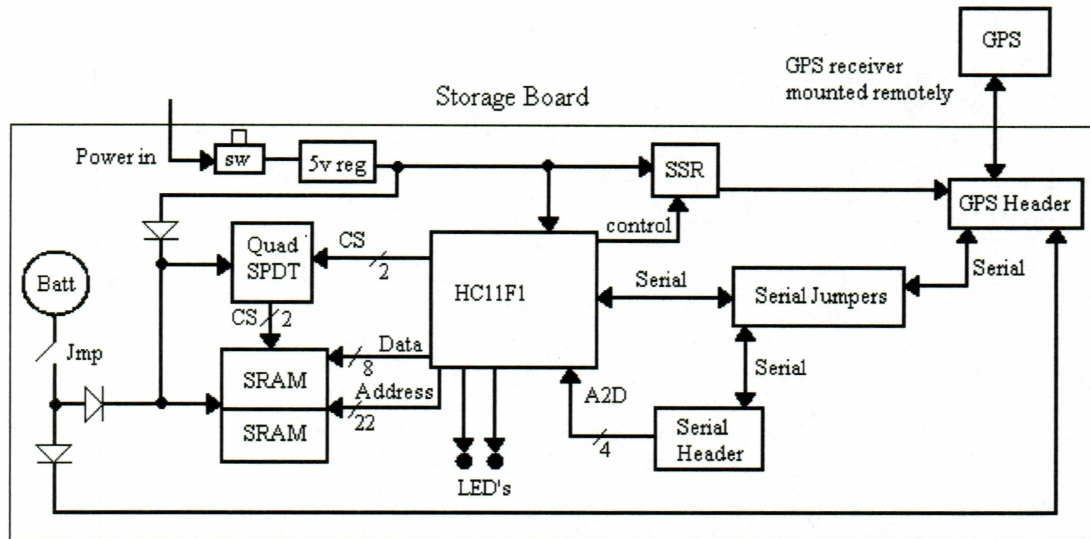 GPS
GPS receiver
mounted remotely
Storage Board
Power in
sw
5v reg
SSR
GPS Header
control
Quad
SPDT
CS
2
Batt
HC11F1
Serial
Serial Jumpers
Serial
CS
2
Jmp
Data
8
SRAM
Address
22
SRAM
A2D
Serial
4
Serial
Header
LED's